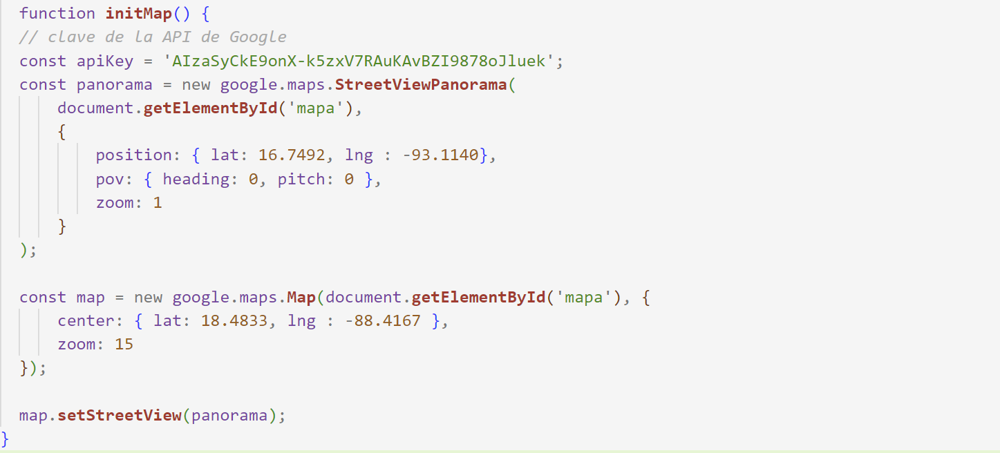 function initMap() {
// clave de la API de Google
const apiKey = 'AIzaSyCkE9onX-k5zxV7RAuKAvBZI9878oJluek';
const panorama = new google.maps.StreetViewPanorama(
document.getElementById('mapa'),
{
position: { lat: 16.7492, lng : -93.1140},
pov: { heading: 0, pitch: 0 },
zoom: 1
}
);
const map = new google.maps.Map(document.getElementById('mapa'), {
center: { lat: 18.4833, lng : -88.4167 },
zoom: 15
});
map.setStreetView(panorama);
}